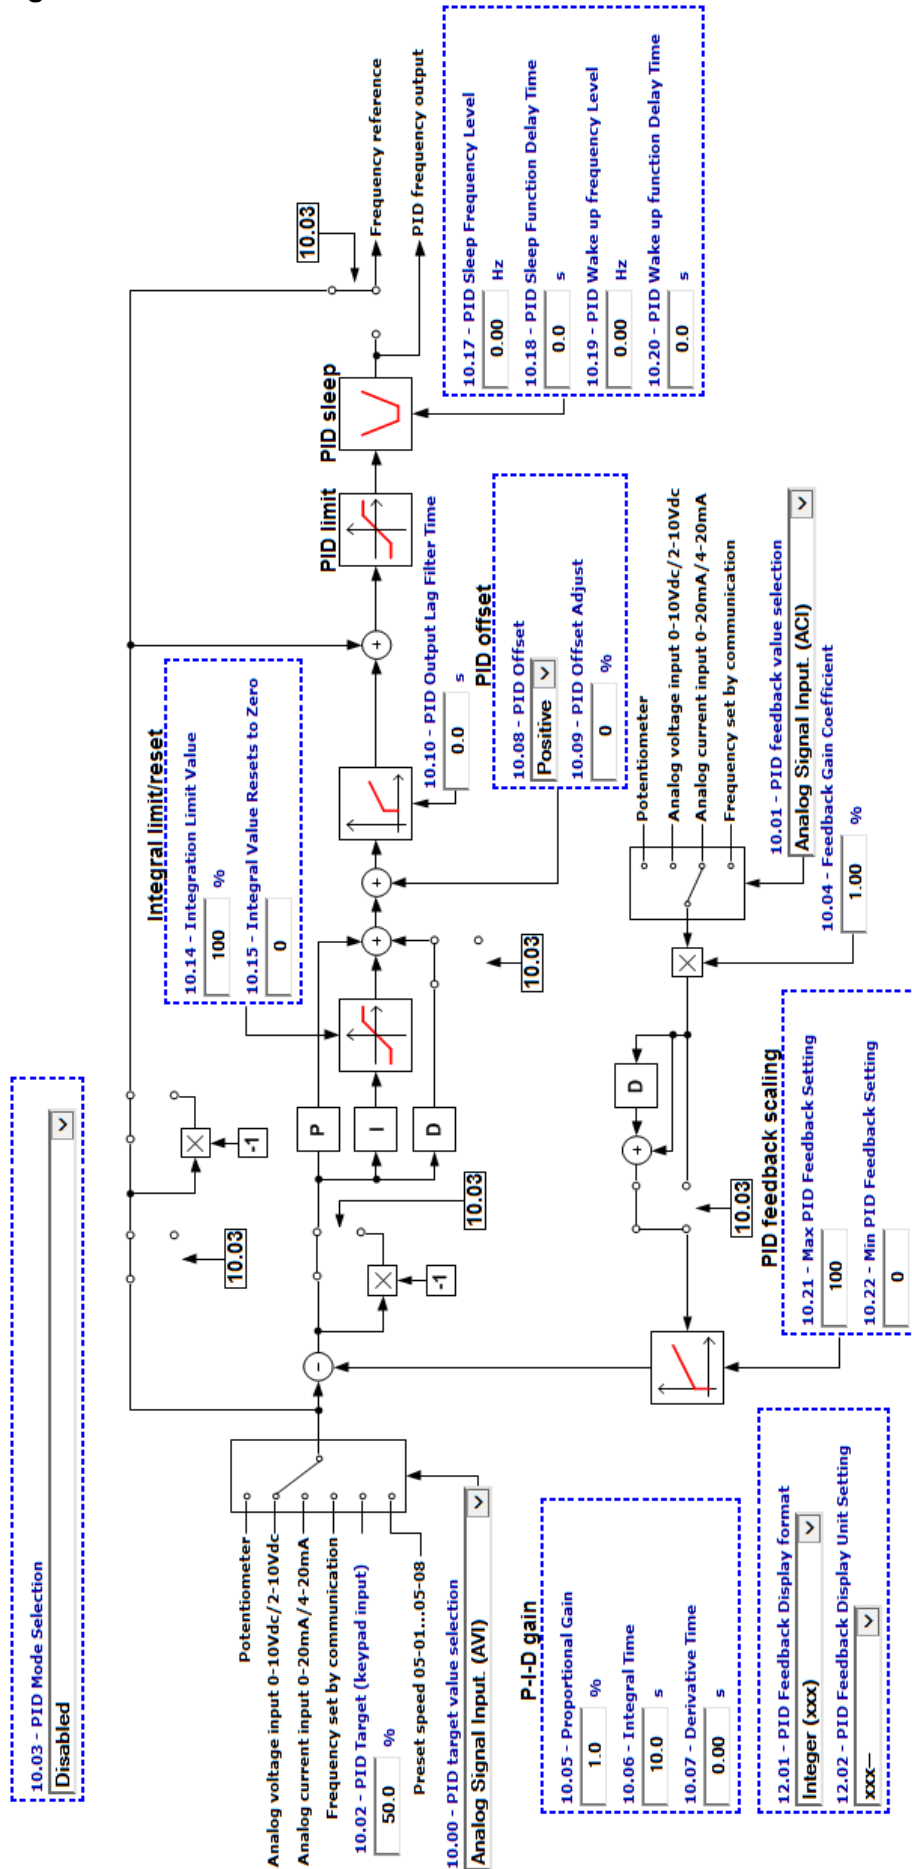 10.03 - PID Mode Selection
Disabled
Potentiometer
Analog voltage input 0-10Vdc/2-10Vdc
Analog current input 0-20mA/4-20mA
Frequency set by communication
10.02 - PID Target (keypad input)
50.0 %
Preset speed 05-01...05-08
10.00 - PID target value selection
Analog Signal Input. (AVI)
10.03
-1
-1
10.03
P
I
D
Integral limit/reset
10.14 - Integration Limit Value
100 %
10.15 - Integral Value Resets to Zero
0
10.03
10.10 - PID Output Lag Filter Time
0.0 s
PID offset
10.08 - PID Offset
Positive
10.09 - PID Offset Adjust
0 %
PID limit
PID sleep
10.03
Frequency reference
PID frequency output
10.17 - PID Sleep Frequency Level
0.00 Hz
10.18 - PID Sleep Function Delay Time
0.0 s
10.19 - PID Wake up frequency Level
0.00 Hz
10.20 - PID Wake up function Delay Time
0.0 s
P-I-D gain
10.05 - Proportional Gain
1.0 %
10.06 - Integral Time
10.0 s
10.07 - Derivative Time
0.00 s
12.01 - PID Feedback Display format
Integer (xxx)
12.02 - PID Feedback Display Unit Setting
xxx—
D
10.03
PID feedback scaling
10.21 - Max PID Feedback Setting
100
10.22 - Min PID Feedback Setting
0
Potentiometer
Analog voltage input 0-10Vdc/2-10Vdc
Analog current input 0-20mA/4-20mA
Frequency set by communication
10.01 - PID feedback value selection
Analog Signal Input. (ACI)
10.04 - Feedback Gain Coefficient
1.00 %